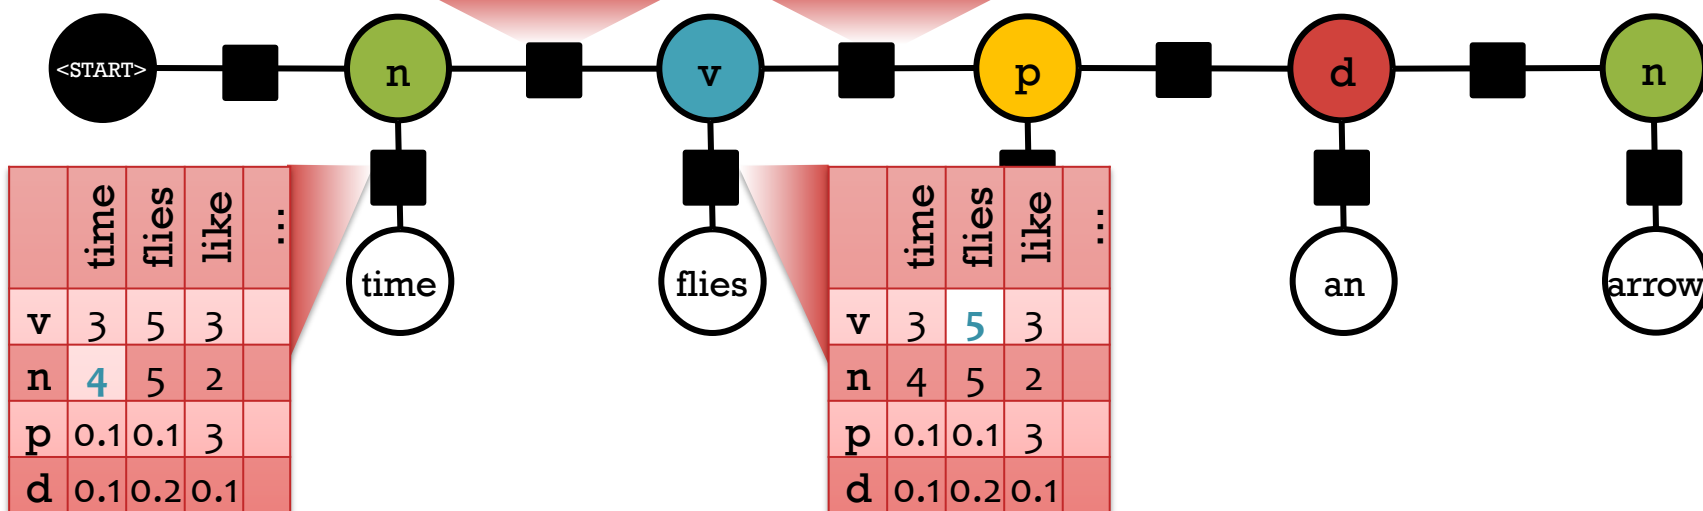 <START> n v p d n
time flies like ... time flies like ...
time flies an arrow
v 3 5 3 v 3 5 3
n 4 5 2 n 4 5 2
p 0.1 0.1 3 p 0.1 0.1 3
d 0.1 0.2 0.1 d 0.1 0.2 0.1